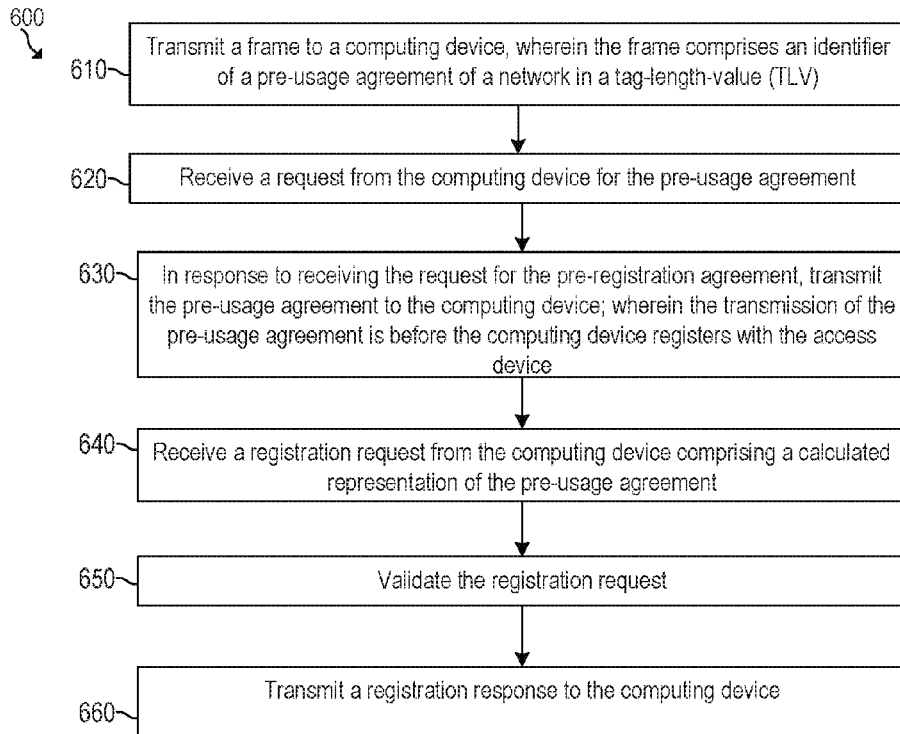 600
610
Transmit a frame to a computing device, wherein the frame comprises an identifier
of a pre-usage agreement of a network in a tag-length-value (TLV)
620
Receive a request from the computing device for the pre-usage agreement
630
In response to receiving the request for the pre-registration agreement, transmit
the pre-usage agreement to the computing device; wherein the transmission of the
pre-usage agreement is before the computing device registers with the access
device
640
Receive a registration request from the computing device comprising a calculated
representation of the pre-usage agreement
650
Validate the registration request
660
Transmit a registration response to the computing device